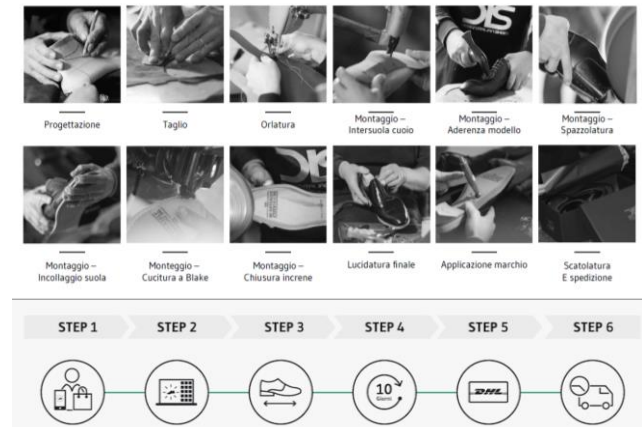 DIS
Progettazione
Taglio
Orlatura
Montaggio –
Intersuola cuoio
Montaggio –
Aderenza modello
Montaggio –
Spazzolatura
DIS
Montaggio –
Incollaggio suola
Monteggio –
Cucitura a Blake
Montaggio –
Chiusura increne
Lucidatura finale
Applicazione marchio
Scatolatura
E spedizione
STEP 1
STEP 2
STEP 3
STEP 4
STEP 5
STEP 6
10
Giorni
DHL